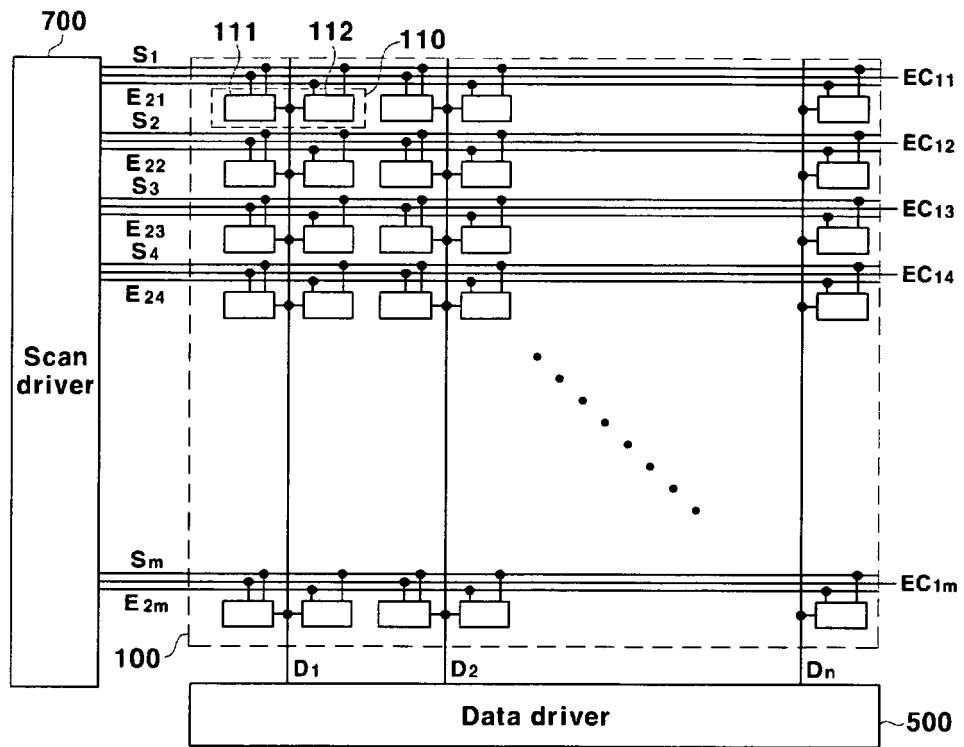 700
111
112
110
S1
EC11
E21
S2
EC12
E22
S3
EC13
E23
S4
EC14
E24
Scan
driver
Sm
EC1m
E2m
100
D1
D2
Dn
Data driver
500